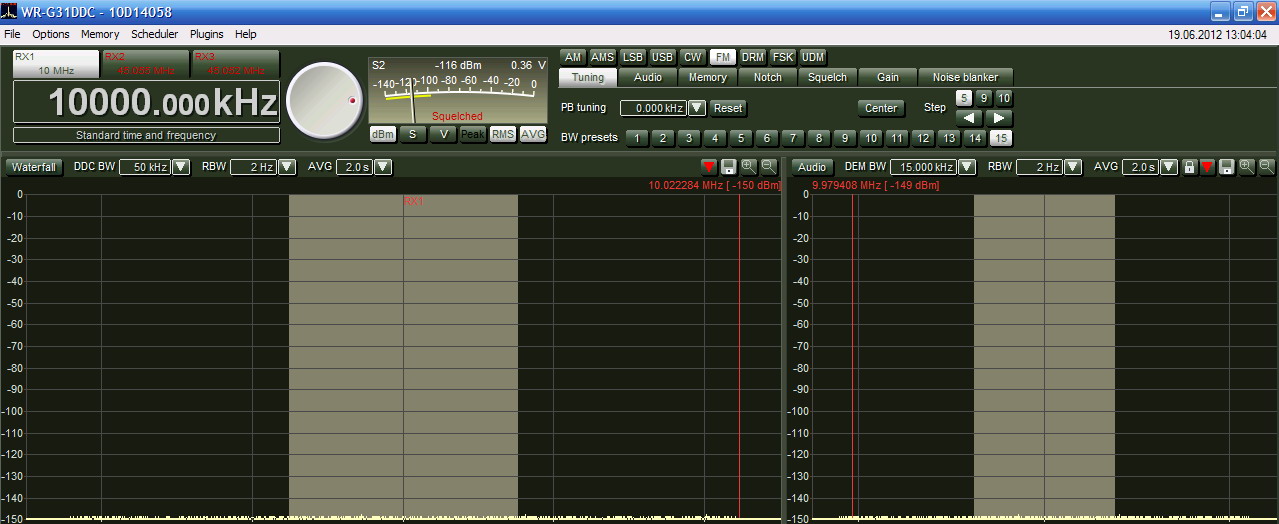 WR-G31DDC - 10D14058
File Options Memory Scheduler Plugins Help 19.06.2012 13:04:04
RX1 RX2 RX3
10 MHz
10000.000kHz
Standard time and frequency
S2 -116 dBm 0.36 V
-140 -120 -100 -80 -60 -40 -20 0
Squelched
dBm S V Peak RMS AVG
AM AMS LSB USB CW FM DRM FSK UDM
Tuning Audio Memory Notch Squelch Gain Noise blanker
PB tuning 0.000 kHz Reset Center Step 5 9 10
BW presets 1 2 3 4 5 6 7 8 9 10 11 12 13 14 15
Waterfall DDC BW 50 kHz RBW 2 Hz AVG 2.0 s
10.022284 MHz [ -150 dBm]
RX1
0
-10
-20
-30
-40
-50
-60
-70
-80
-90
-100
-110
-120
-130
-140
-150
Audio DEM BW 15.000 kHz RBW 2 Hz AVG 2.0 s
9.979408 MHz [ -149 dBm]
0
-10
-20
-30
-40
-50
-60
-70
-80
-90
-100
-110
-120
-130
-140
-150